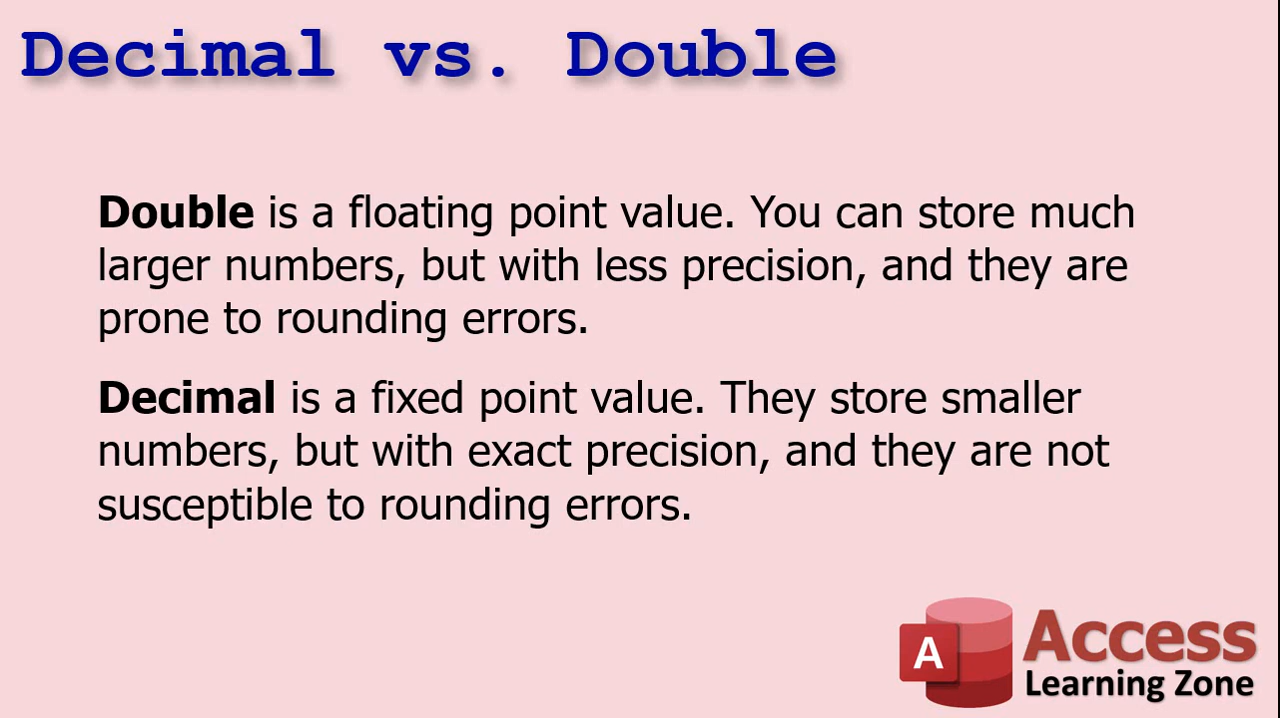 Decimal vs. Double
Double is a floating point value. You can store much
larger numbers, but with less precision, and they are
prone to rounding errors.
Decimal is a fixed point value. They store smaller
numbers, but with exact precision, and they are not
susceptible to rounding errors.
A
Access
Learning Zone